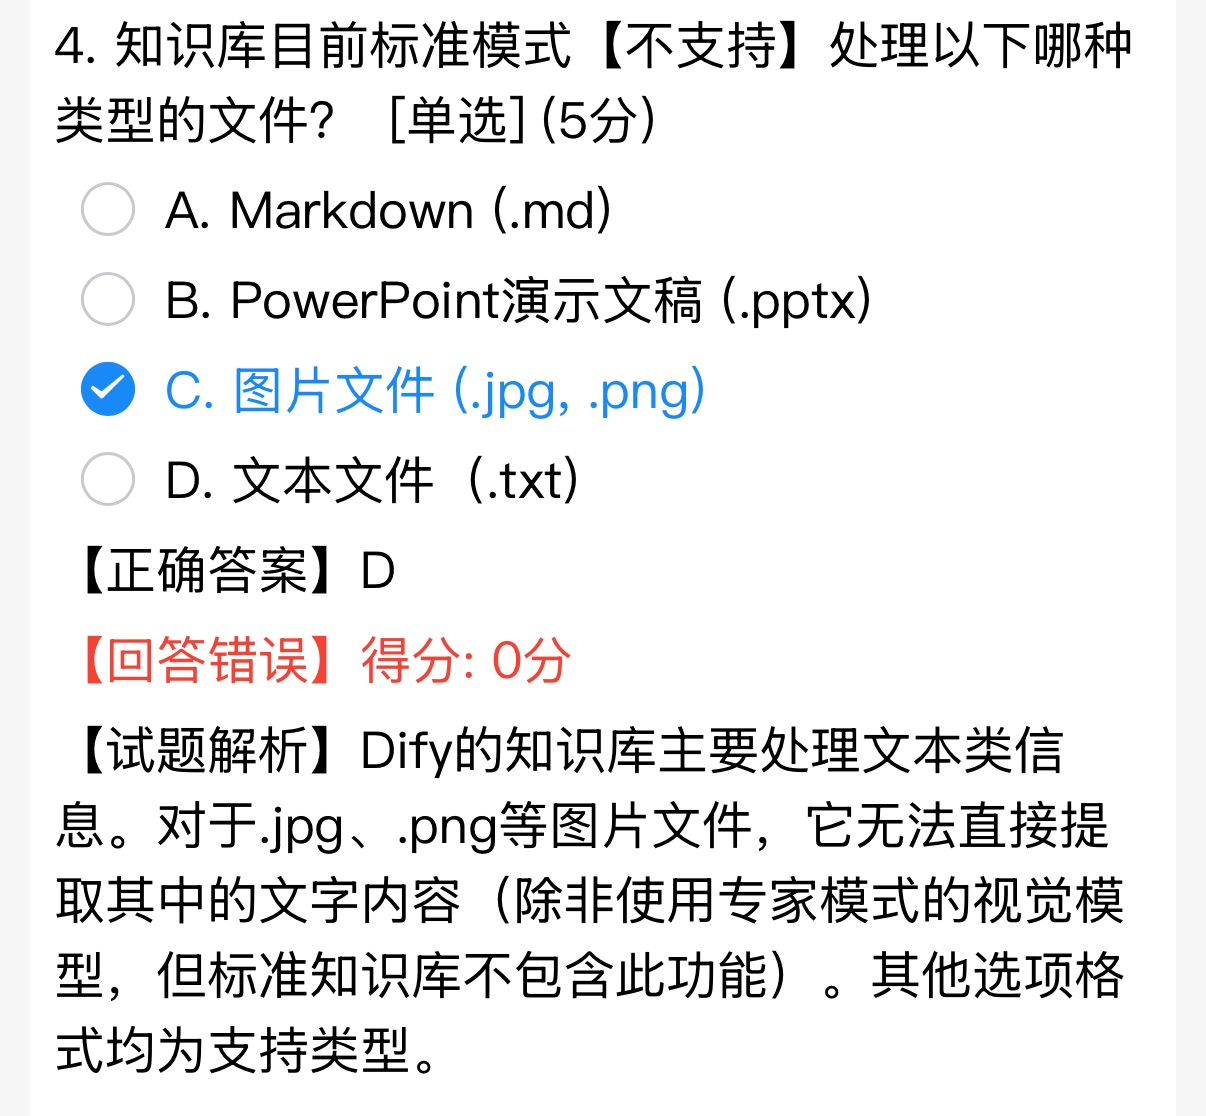 4. 知识库目前标准模式【不支持】处理以下哪种
类型的文件？ [单选] (5分)
A. Markdown (.md)
B. PowerPoint演示文稿 (.pptx)
C. 图片文件 (.jpg, .png)
D. 文本文件（.txt)
【正确答案】D
【回答错误】得分: 0分
【试题解析】Dify的知识库主要处理文本类信
息。对于.jpg、.png等图片文件，它无法直接提
取其中的文字内容（除非使用专家模式的视觉模
型，但标准知识库不包含此功能）。其他选项格
式均为支持类型。